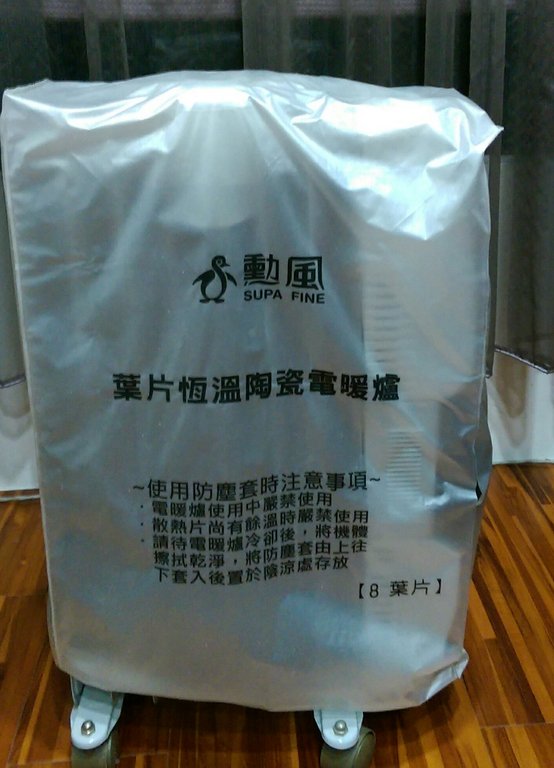 勳風
SUPA FINE
葉片恆溫陶瓷電暖爐
~使用防塵套時注意事項~
．電暖爐使用中嚴禁使用
．散熱片尚有餘溫時嚴禁使用
．請待電暖爐冷卻後，將機體
擦拭乾淨，將防塵套由上往
下套入後置於陰涼處存放
【8 葉片】